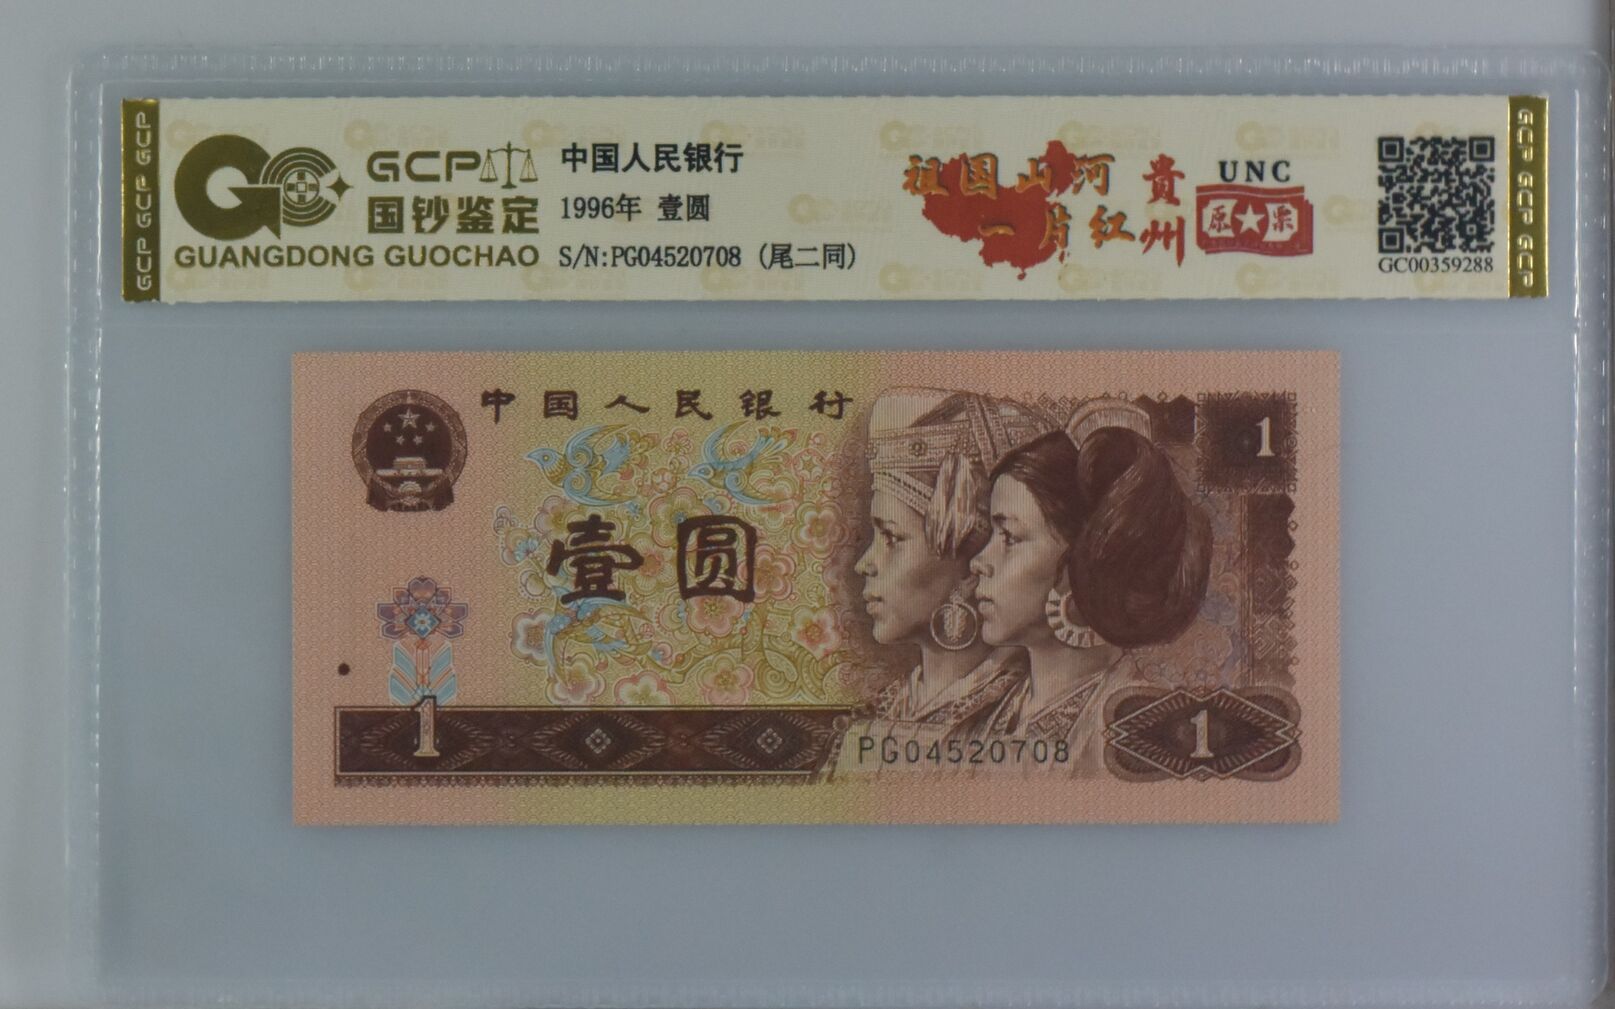 GCP GCP GCP
GCP
国钞鉴定
GUANGDONG GUOCHAO
中国人民银行
1996年 壹圆
S/N:PG04520708 (尾二同)
祖国山河
一片红
贵州
UNC
原★票
GC00359288
GCP GCP GCP
中国人民银行
1
壹圆
1
PG04520708
1